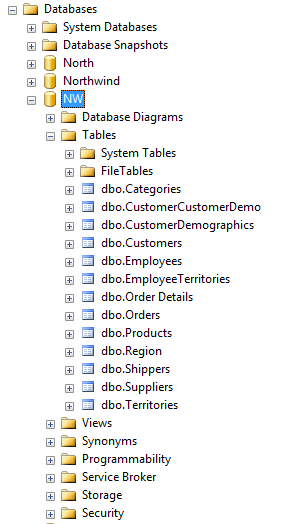 Databases
System Databases
Database Snapshots
North
Northwind
NW
Database Diagrams
Tables
System Tables
FileTables
dbo.Categories
dbo.CustomerCustomerDemo
dbo.CustomerDemographics
dbo.Customers
dbo.Employees
dbo.EmployeeTerritories
dbo.Order Details
dbo.Orders
dbo.Products
dbo.Region
dbo.Shippers
dbo.Suppliers
dbo.Territories
Views
Synonyms
Programmability
Service Broker
Storage
Security